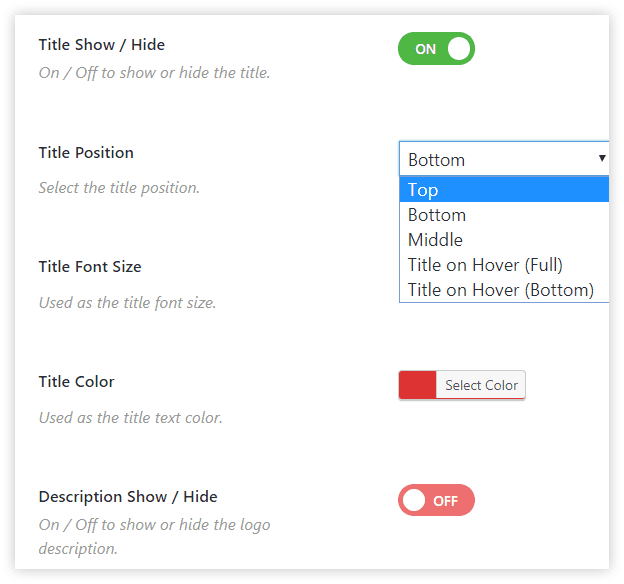 Title Show / Hide
ON
On / Off to show or hide the title.
Title Position
Bottom
Select the title position.
Top
Bottom
Middle
Title on Hover (Full)
Title on Hover (Bottom)
Title Font Size
Used as the title font size.
Title Color
Select Color
Used as the title text color.
Description Show / Hide
OFF
On / Off to show or hide the logo
description.